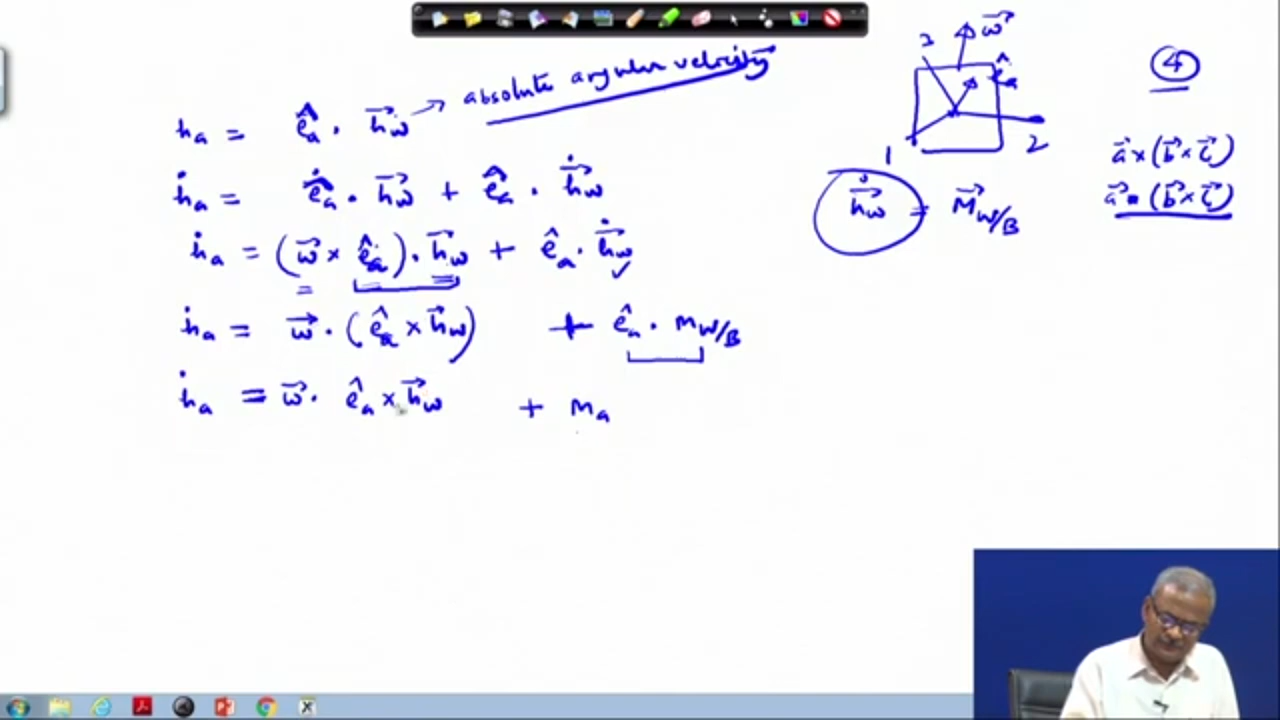 h_a = ê_a · h⃗_w → absolute angular velocity
ḣ_a = ê̇_a · h⃗_w + ê_a · ḣ⃗_w
ḣ_a = (ω⃗ × ê_a) · h⃗_w + ê_a · ḣ⃗_w ✓
ḣ_a = ω⃗ · (ê_a × h⃗_w) + ê_a · M_W/B
ḣ_a = ω⃗ · ê_a × h⃗_w + M_a
3
ω⃗
ê_a
1
2
④
ḣ⃗_w = M⃗_W/B
a⃗ × (b⃗ × c⃗)
a⃗ · (b⃗ × c⃗)